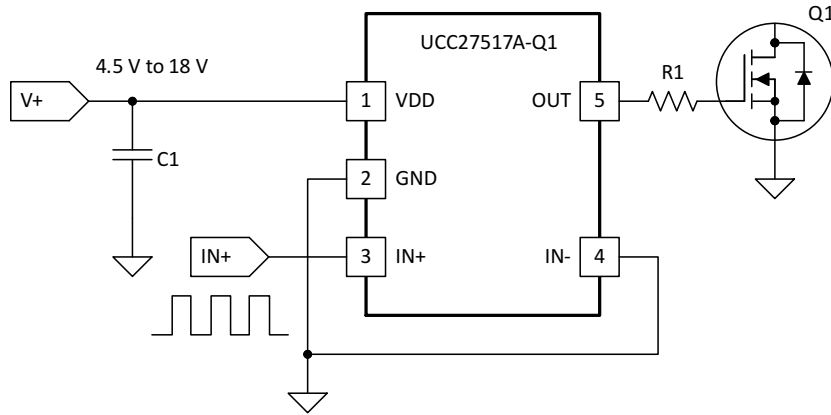 Q1
UCC27517A-Q1
4.5 V to 18 V
R1
V+
1
VDD
OUT
5
C1
2
GND
IN+
3
IN+
IN-
4